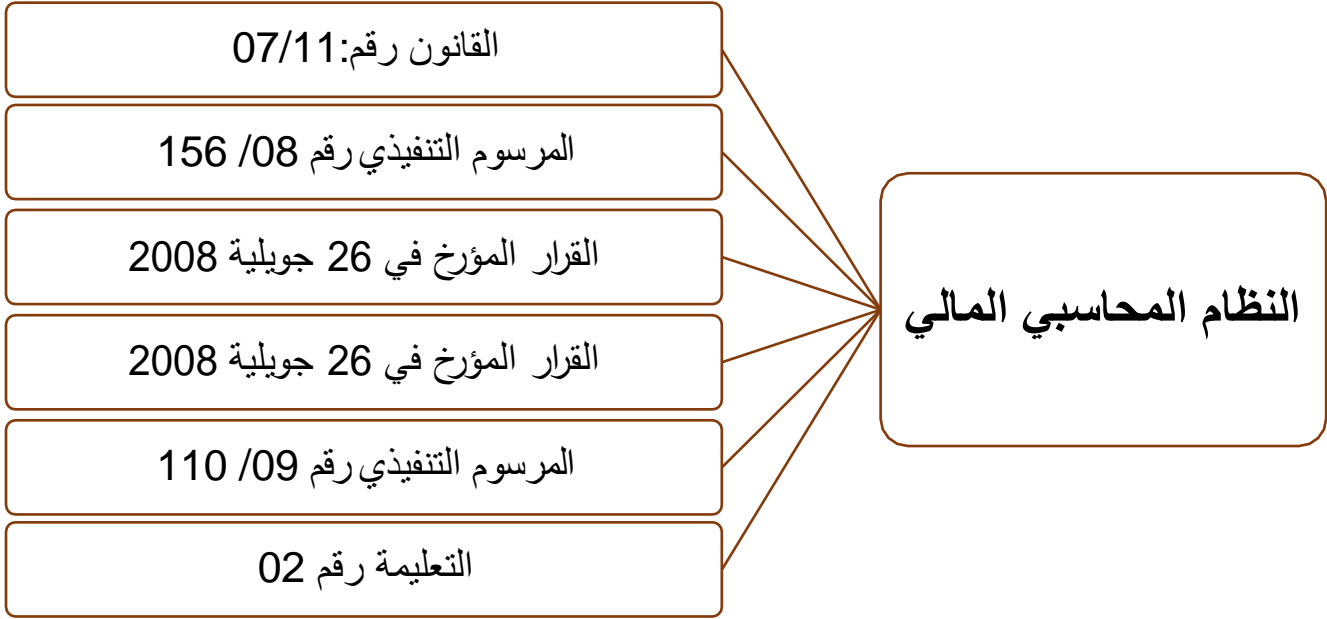 النظام المحاسبي المالي
القانون رقم:07/11
المرسوم التنفيذي رقم 08/ 156
القرار المؤرخ في 26 جويلية 2008
القرار المؤرخ في 26 جويلية 2008
المرسوم التنفيذي رقم 09/ 110
التعليمة رقم 02